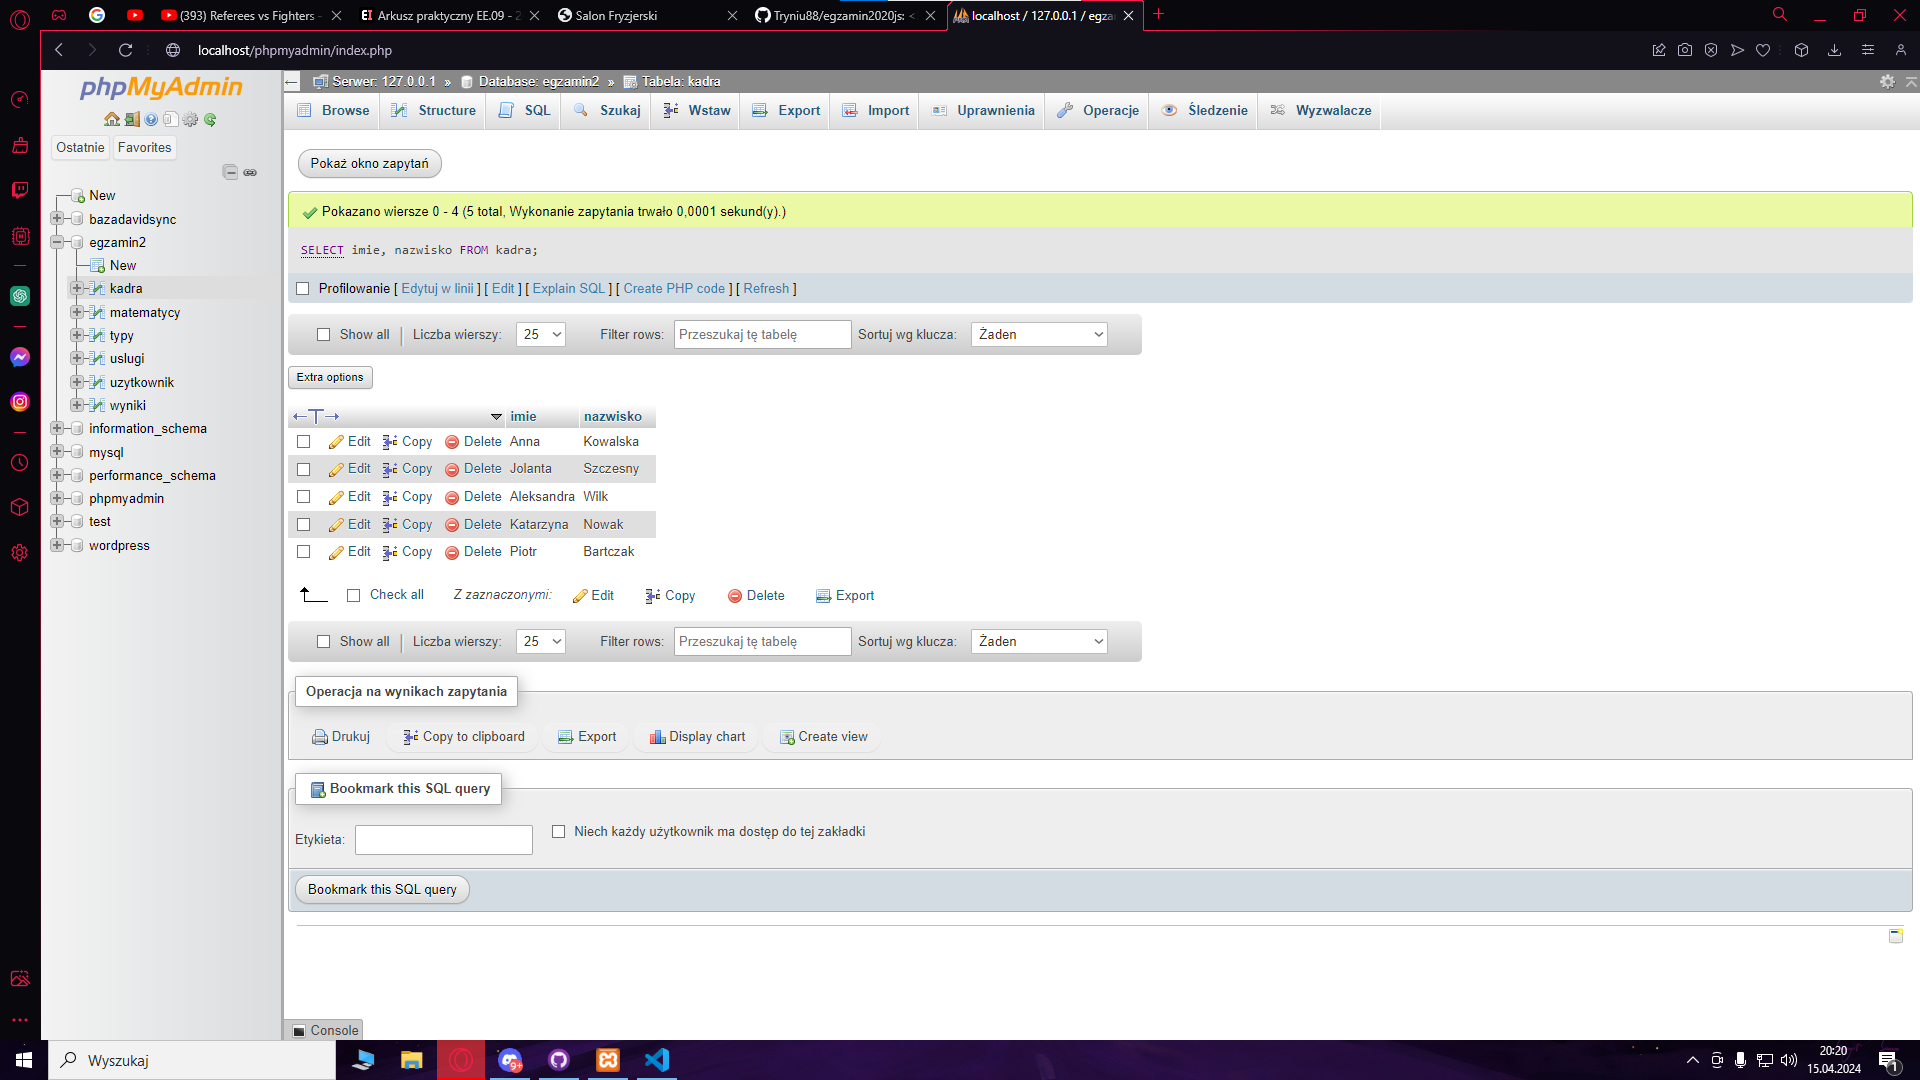 (393) Referees vs Fighters -
Arkusz praktyczny EE.09 - 2
Salon Fryzjerski
Tryniu88/egzamin2020js: <
localhost / 127.0.0.1 / egza
localhost/phpmyadmin/index.php
phpMyAdmin
Ostatnie Favorites
New
bazadavidsync
egzamin2
New
kadra
matematycy
typy
uslugi
uzytkownik
wyniki
information_schema
mysql
performance_schema
phpmyadmin
test
wordpress
Serwer: 127.0.0.1 » Database: egzamin2 » Tabela: kadra
Browse Structure SQL Szukaj Wstaw Export Import Uprawnienia Operacje Śledzenie Wyzwalacze
Pokaż okno zapytań
Pokazano wiersze 0 - 4 (5 total, Wykonanie zapytania trwało 0,0001 sekund(y).)
SELECT imie, nazwisko FROM kadra;
Profilowanie [ Edytuj w linii ] [ Edit ] [ Explain SQL ] [ Create PHP code ] [ Refresh ]
Show all Liczba wierszy: 25 Filter rows: Przeszukaj tę tabelę Sortuj wg klucza: Żaden
Extra options
←T→ imie nazwisko
Edit Copy Delete Anna Kowalska
Edit Copy Delete Jolanta Szczesny
Edit Copy Delete Aleksandra Wilk
Edit Copy Delete Katarzyna Nowak
Edit Copy Delete Piotr Bartczak
Check all Z zaznaczonymi: Edit Copy Delete Export
Show all Liczba wierszy: 25 Filter rows: Przeszukaj tę tabelę Sortuj wg klucza: Żaden
Operacja na wynikach zapytania
Drukuj Copy to clipboard Export Display chart Create view
Bookmark this SQL query
Etykieta: Niech każdy użytkownik ma dostęp do tej zakładki
Bookmark this SQL query
Console
Wyszukaj
9+
20:20
15.04.2024
1